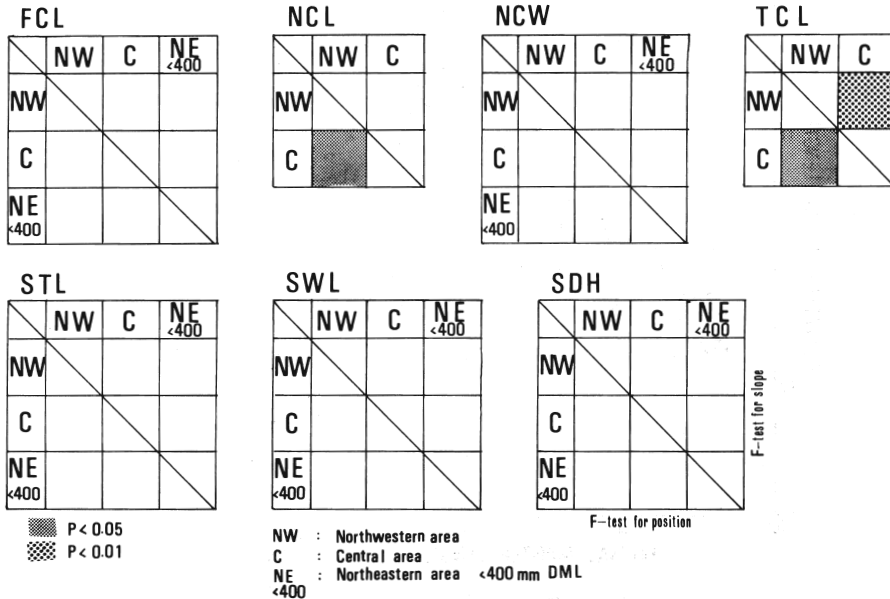 FCL NCL NCW TCL
NW C NE <400 NW C NW C NE <400 NW C
NW NW NW NW
C C C C
NE <400 NE <400
STL SWL SDH
NW C NE <400 NW C NE <400 NW C NE <400
NW NW NW
C C C
NE <400 NE <400 NE <400
F-test for slope
F-test for position
P< 0.05
P< 0.01
NW : Northwestern area
C : Central area
NE <400 : Northeastern area <400 mm DML